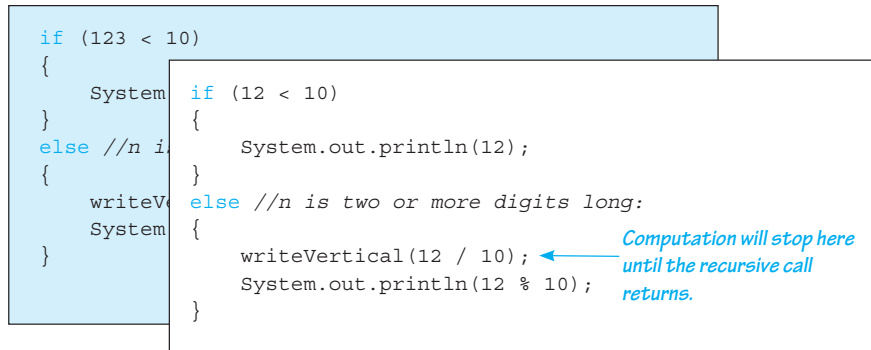 if (123 < 10)
{
System
}
else //n i
{
writeV
System
}
if (12 < 10)
{
System.out.println(12);
}
else //n is two or more digits long:
{
writeVertical(12 / 10);
System.out.println(12 % 10);
}
Computation will stop here
until the recursive call
returns.